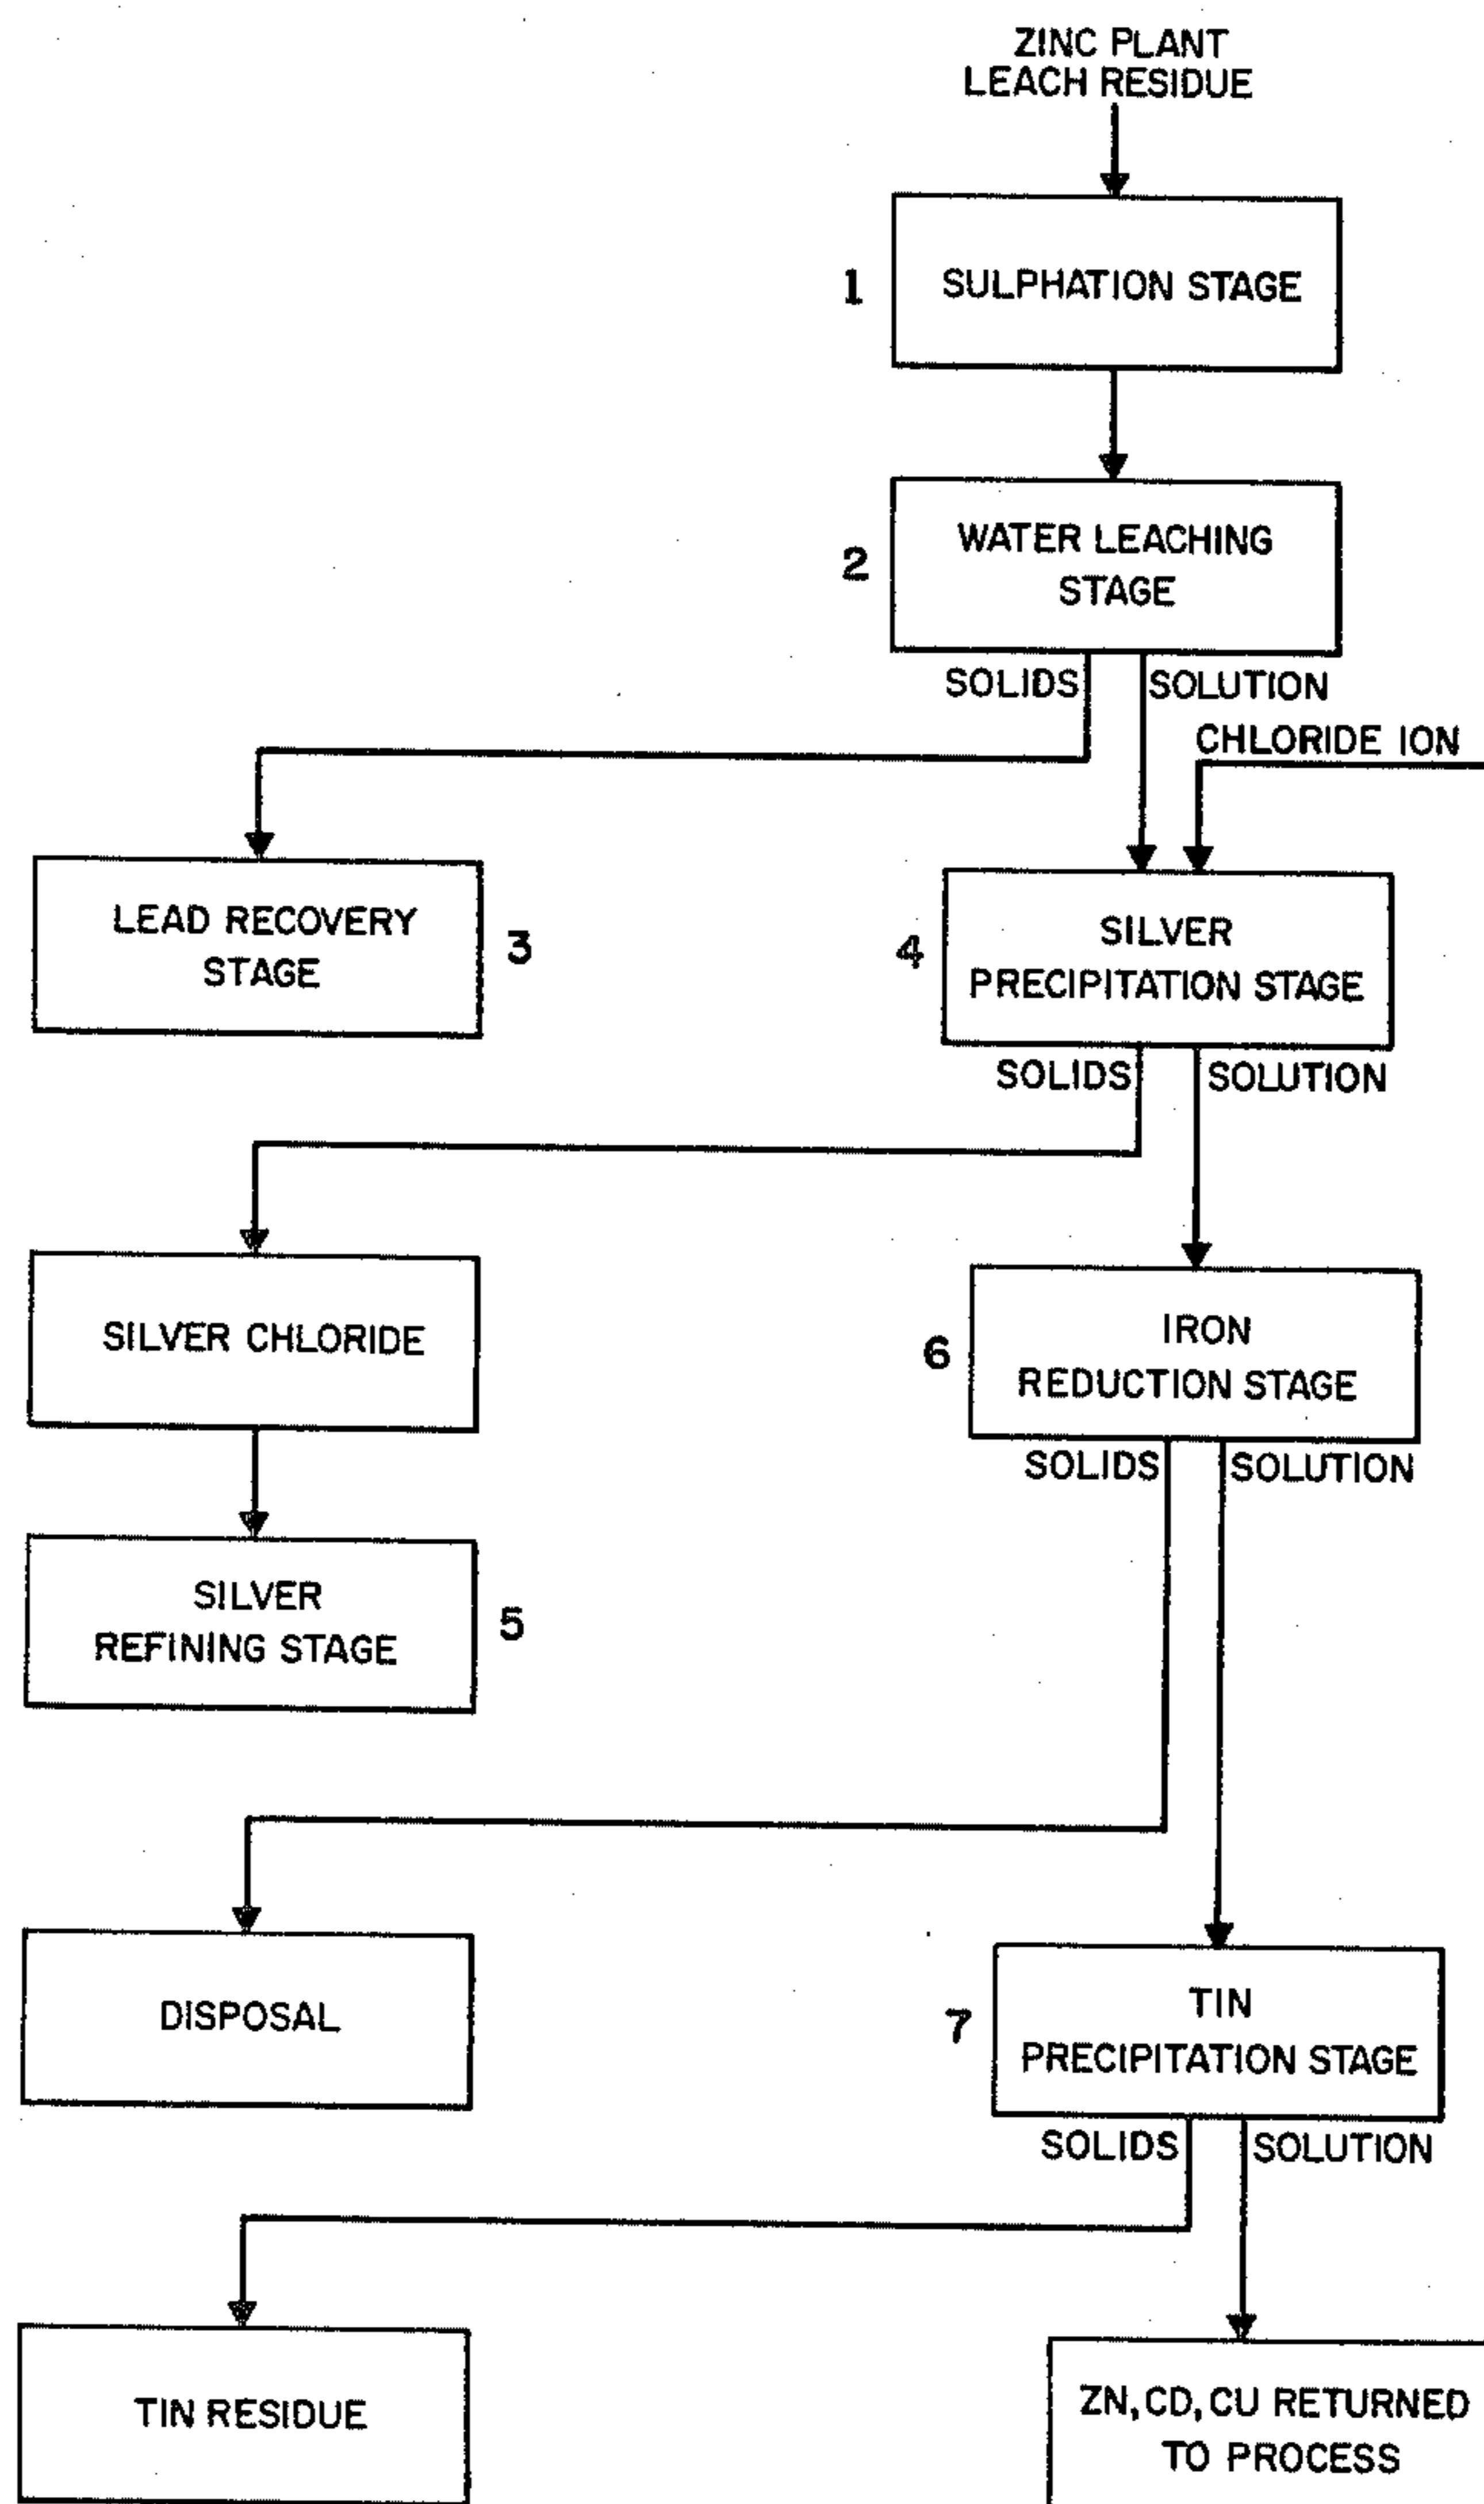 ZINC PLANT
LEACH RESIDUE
1
SULPHATION STAGE
2
WATER LEACHING
STAGE
SOLIDS
SOLUTION
CHLORIDE ION
LEAD RECOVERY
STAGE
3
4
SILVER
PRECIPITATION STAGE
SOLIDS
SOLUTION
SILVER CHLORIDE
6
IRON
REDUCTION STAGE
SOLIDS
SOLUTION
SILVER
REFINING STAGE
5
DISPOSAL
7
TIN
PRECIPITATION STAGE
SOLIDS
SOLUTION
TIN RESIDUE
ZN, CD, CU RETURNED
TO PROCESS